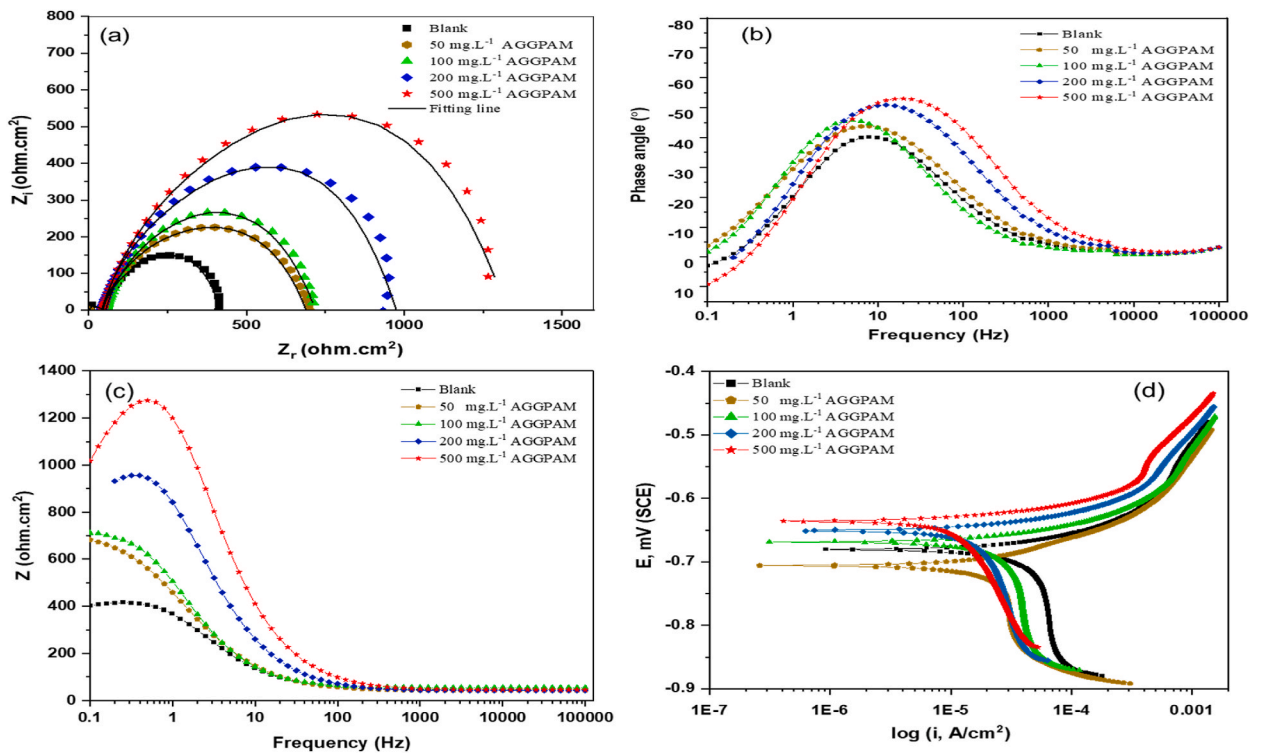 (a)
800
700
600
500
400
300
200
100
0
Z_i (ohm.cm²)
0 500 1000 1500
Z_r (ohm.cm²)
Blank
50 mg.L⁻¹ AGGPAM
100 mg.L⁻¹ AGGPAM
200 mg.L⁻¹ AGGPAM
500 mg.L⁻¹ AGGPAM
Fitting line
(b)
-80
-70
-60
-50
-40
-30
-20
-10
0
10
Phase angle (°)
0.1 1 10 100 1000 10000 100000
Frequency (Hz)
Blank
50 mg.L⁻¹ AGGPAM
100 mg.L⁻¹ AGGPAM
200 mg.L⁻¹ AGGPAM
500 mg.L⁻¹ AGGPAM
(c)
1400
1200
1000
800
600
400
200
0
Z (ohm.cm²)
0.1 1 10 100 1000 10000 100000
Frequency (Hz)
Blank
50 mg.L⁻¹ AGGPAM
100 mg.L⁻¹ AGGPAM
200 mg.L⁻¹ AGGPAM
500 mg.L⁻¹ AGGPAM
(d)
-0.4
-0.5
-0.6
-0.7
-0.8
-0.9
E, mV (SCE)
1E-7 1E-6 1E-5 1E-4 0.001
log (i, A/cm²)
Blank
50 mg.L⁻¹ AGGPAM
100 mg.L⁻¹ AGGPAM
200 mg.L⁻¹ AGGPAM
500 mg.L⁻¹ AGGPAM